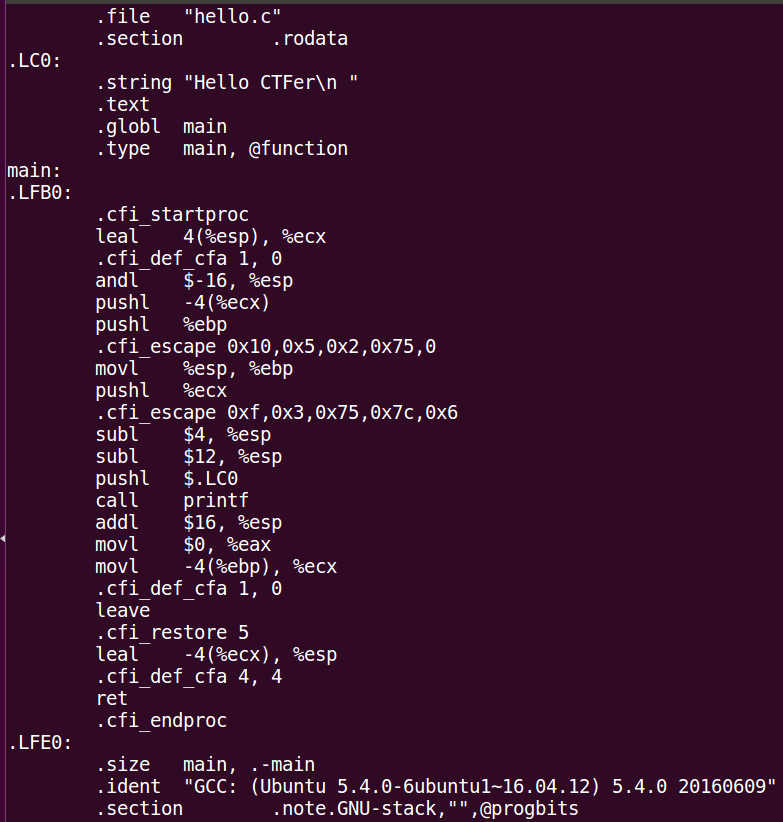 .file "hello.c"
.section .rodata
.LC0:
.string "Hello CTFer\n "
.text
.globl main
.type main, @function
main:
.LFB0:
.cfi_startproc
leal 4(%esp), %ecx
.cfi_def_cfa 1, 0
andl $-16, %esp
pushl -4(%ecx)
pushl %ebp
.cfi_escape 0x10,0x5,0x2,0x75,0
movl %esp, %ebp
pushl %ecx
.cfi_escape 0xf,0x3,0x75,0x7c,0x6
subl $4, %esp
subl $12, %esp
pushl $.LC0
call printf
addl $16, %esp
movl $0, %eax
movl -4(%ebp), %ecx
.cfi_def_cfa 1, 0
leave
.cfi_restore 5
leal -4(%ecx), %esp
.cfi_def_cfa 4, 4
ret
.cfi_endproc
.LFE0:
.size main, .-main
.ident "GCC: (Ubuntu 5.4.0-6ubuntu1~16.04.12) 5.4.0 20160609"
.section .note.GNU-stack,"",@progbits